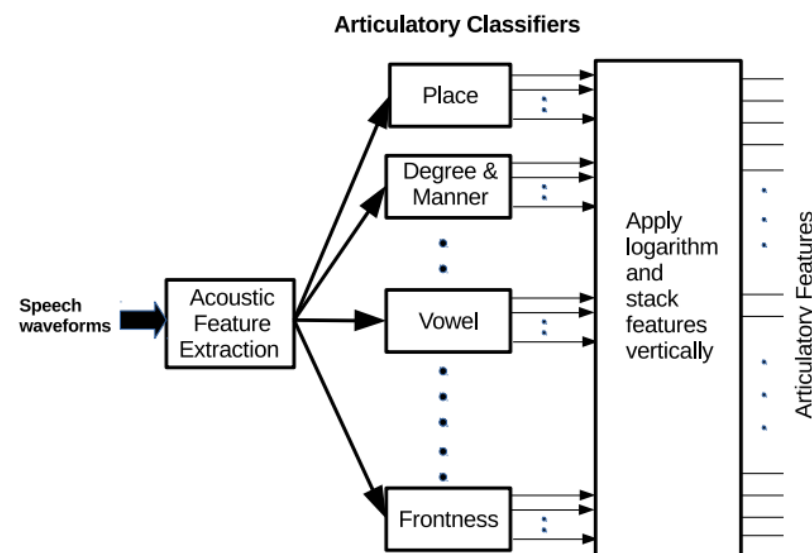 Articulatory Classifiers
Place
Degree &
Manner
Speech
waveforms
Acoustic
Feature
Extraction
Vowel
Frontness
Apply
logarithm
and
stack
features
vertically
Articulatory Features